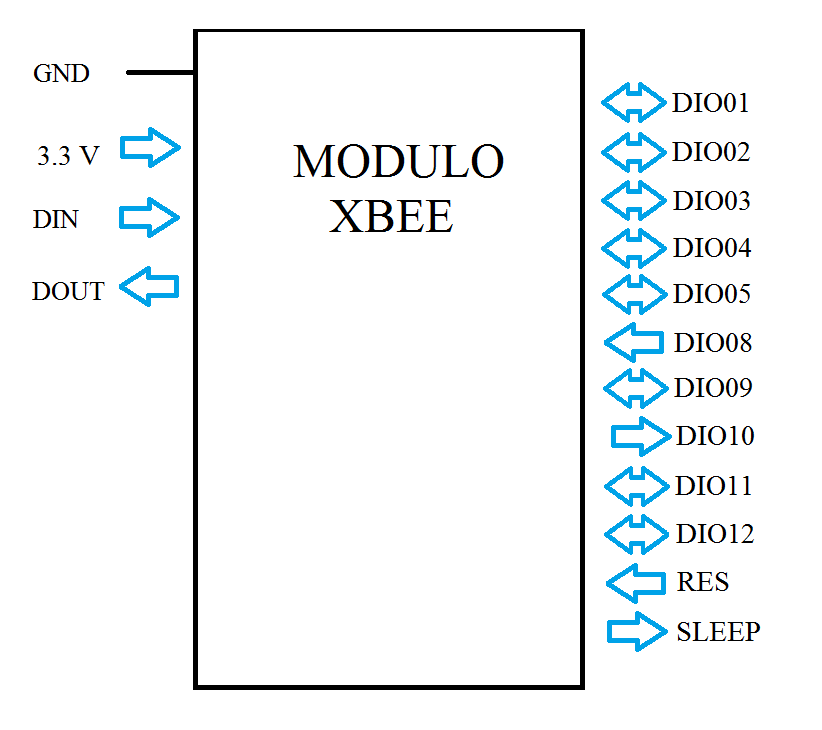 GND
3.3 V
DIN
DOUT
MODULO
XBEE
DIO01
DIO02
DIO03
DIO04
DIO05
DIO08
DIO09
DIO10
DIO11
DIO12
RES
SLEEP